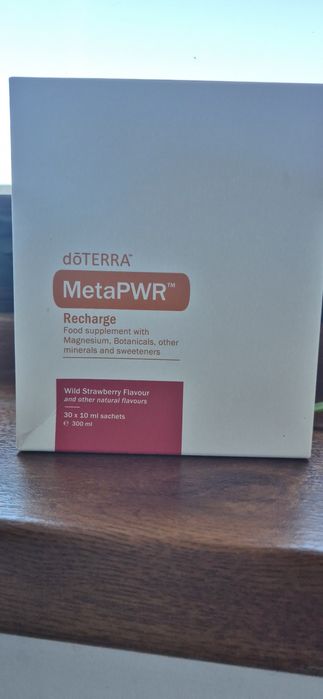 dōTERRA™
MetaPWR™
Recharge
Food supplement with
Magnesium, Botanicals, other
minerals and sweeteners
Wild Strawberry Flavour
and other natural flavours
30 x 10 ml sachets
℮ 300 ml